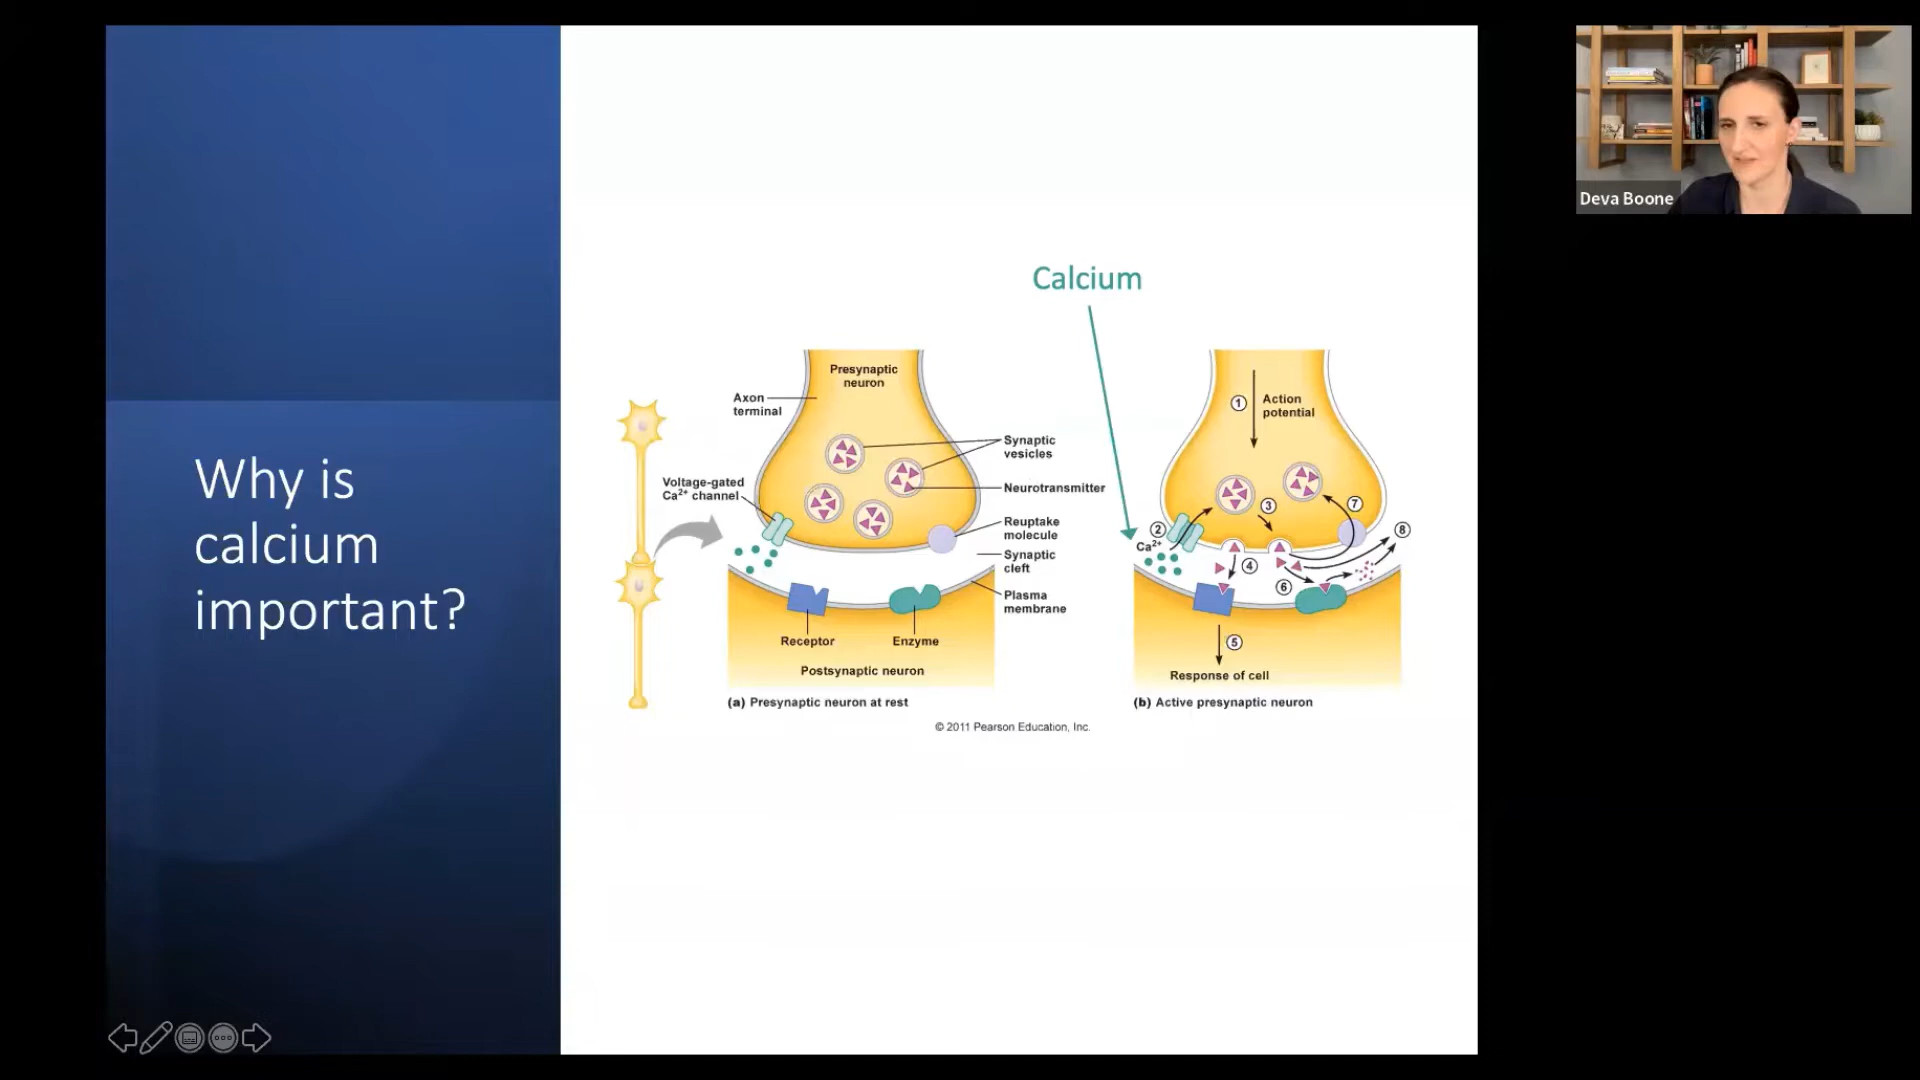 Deva Boone
Why is
calcium
important?
Calcium
Presynaptic
neuron
Axon
terminal
Synaptic
vesicles
Voltage-gated
Ca²⁺ channel
Neurotransmitter
Reuptake
molecule
Synaptic
cleft
Plasma
membrane
Receptor
Enzyme
Postsynaptic neuron
(a) Presynaptic neuron at rest
1
Action
potential
2
Ca²⁺
3
4
5
6
7
8
Response of cell
(b) Active presynaptic neuron
© 2011 Pearson Education, Inc.